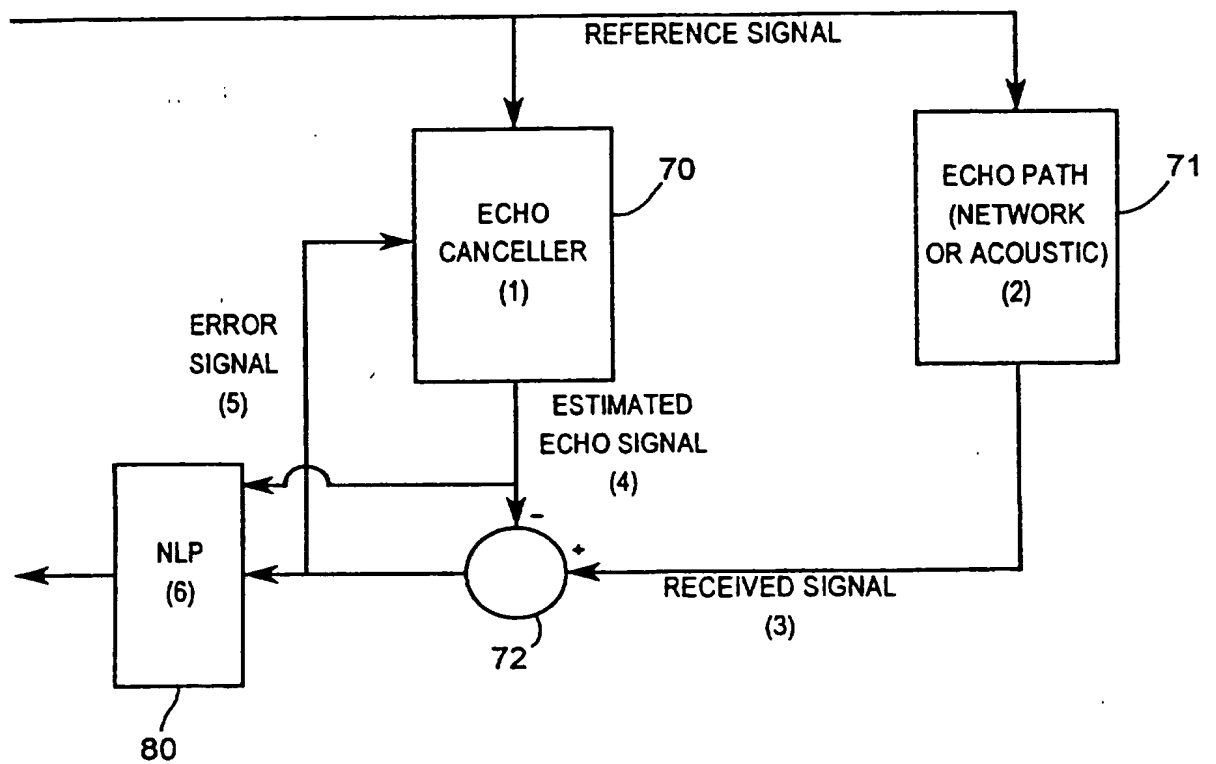 REFERENCE SIGNAL
70
71
ECHO
CANCELLER
(1)
ECHO PATH
(NETWORK
OR ACOUSTIC)
(2)
ERROR
SIGNAL
(5)
ESTIMATED
ECHO SIGNAL
(4)
-
+
NLP
(6)
RECEIVED SIGNAL
(3)
72
80